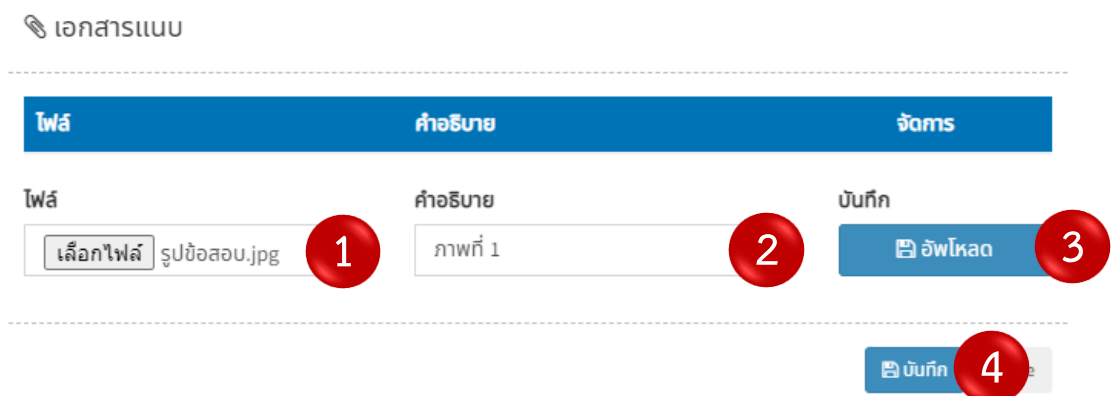 เอกสารแนบ
ไฟล์ คำอธิบาย จัดการ
ไฟล์ คำอธิบาย บันทึก
เลือกไฟล์ รูปข้อสอบ.jpg 1 ภาพที่ 1 2 อัพโหลด 3
บันทึก 4